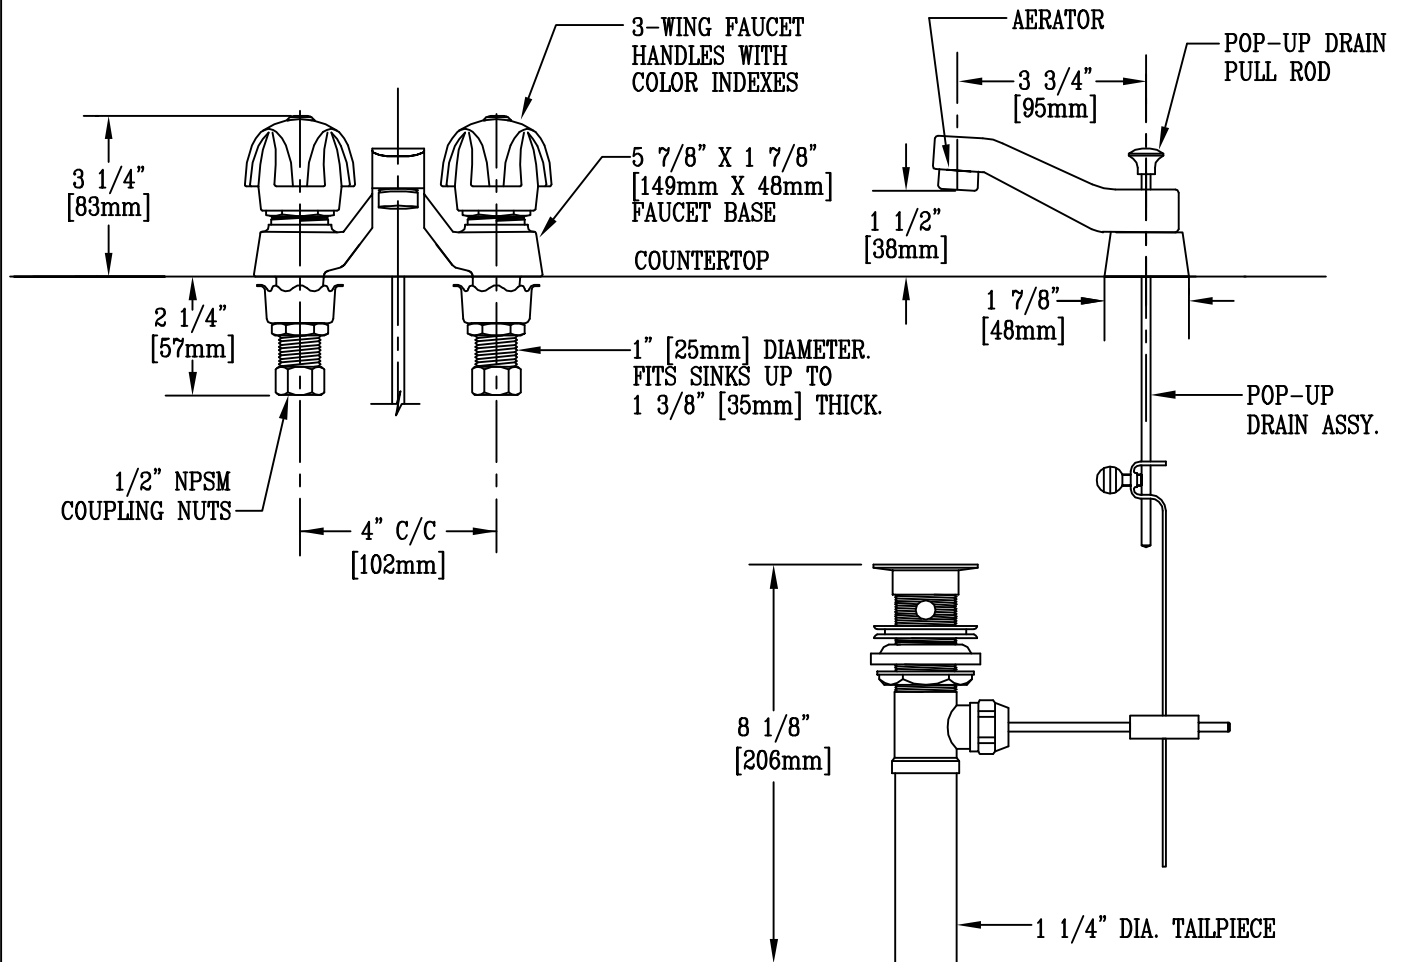 3-WING FAUCET
HANDLES WITH
COLOR INDEXES
AERATOR
POP-UP DRAIN
PULL ROD
3 3/4"
[95mm]
3 1/4"
[83mm]
5 7/8" X 1 7/8"
[149mm X 48mm]
FAUCET BASE
1 1/2"
[38mm]
COUNTERTOP
2 1/4"
[57mm]
1 7/8"
[48mm]
1" [25mm] DIAMETER.
FITS SINKS UP TO
1 3/8" [35mm] THICK.
POP-UP
DRAIN ASSY.
1/2" NPSM
COUPLING NUTS
4" C/C
[102mm]
8 1/8"
[206mm]
1 1/4" DIA. TAILPIECE